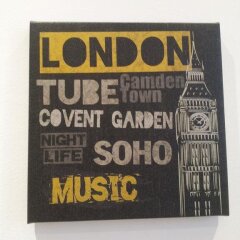 LONDON
TUBE Camden Town
COVENT GARDEN
NIGHT LIFE SOHO
MUSIC